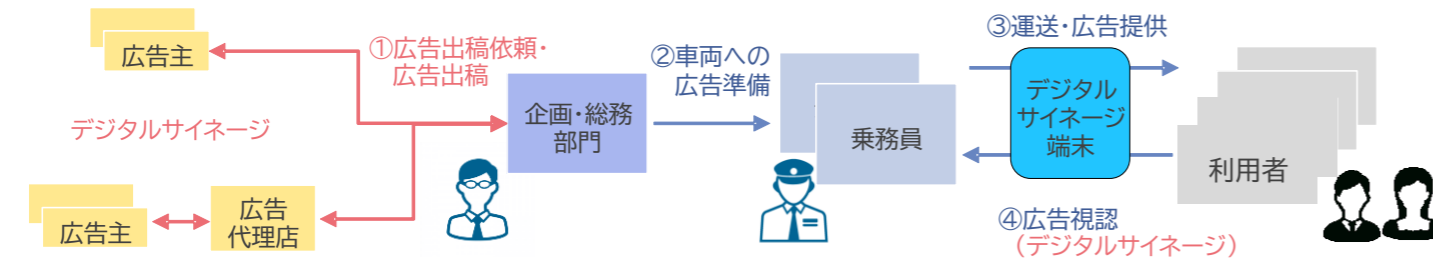 広告主
①広告出稿依頼・
広告出稿
デジタルサイネージ
広告主
広告
代理店
企画・総務
部門
②車両への
広告準備
乗務員
③運送・広告提供
デジタル
サイネージ
端末
利用者
④広告視認
（デジタルサイネージ）